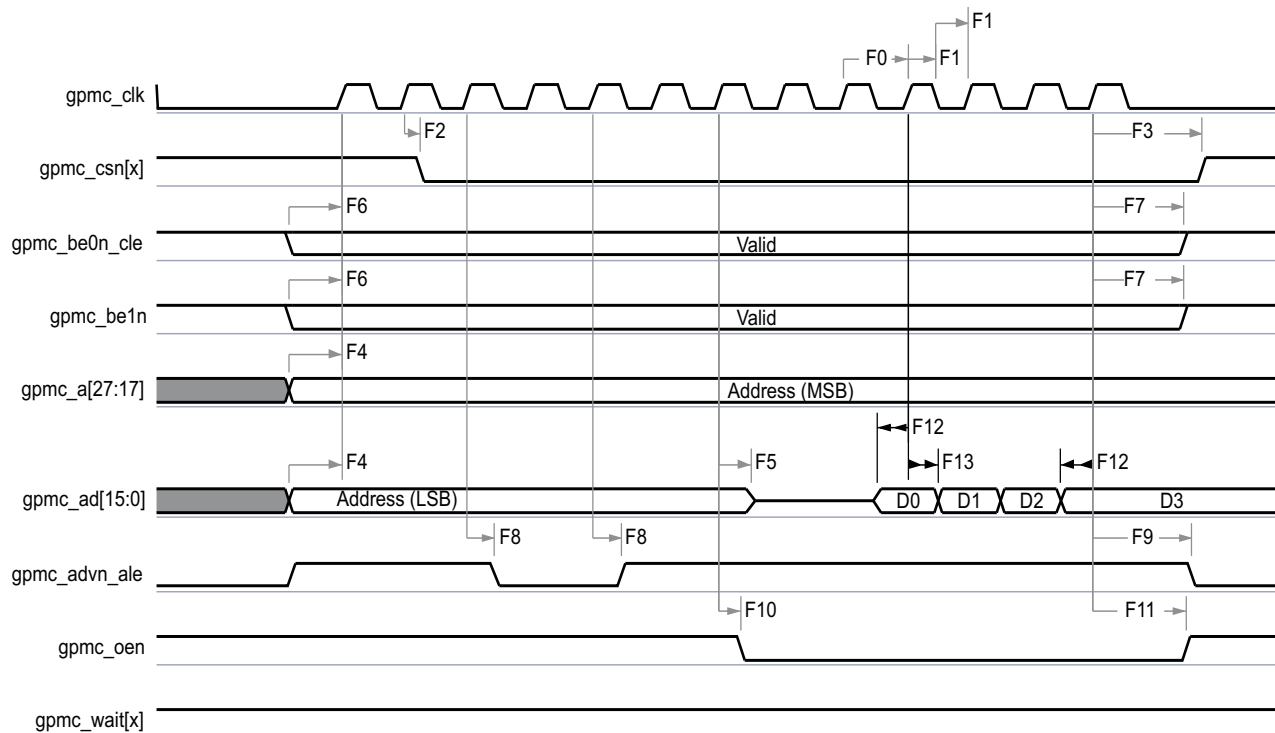 F1
F0 F1
gpmc_clk
F2 F3
gpmc_csn[x]
F6 F7
gpmc_be0n_cle Valid
F6 F7
gpmc_be1n Valid
F4
gpmc_a[27:17] Address (MSB)
F12
F4 F5 F13 F12
gpmc_ad[15:0] Address (LSB) D0 D1 D2 D3
F8 F8 F9
gpmc_advn_ale
F10 F11
gpmc_oen
gpmc_wait[x]